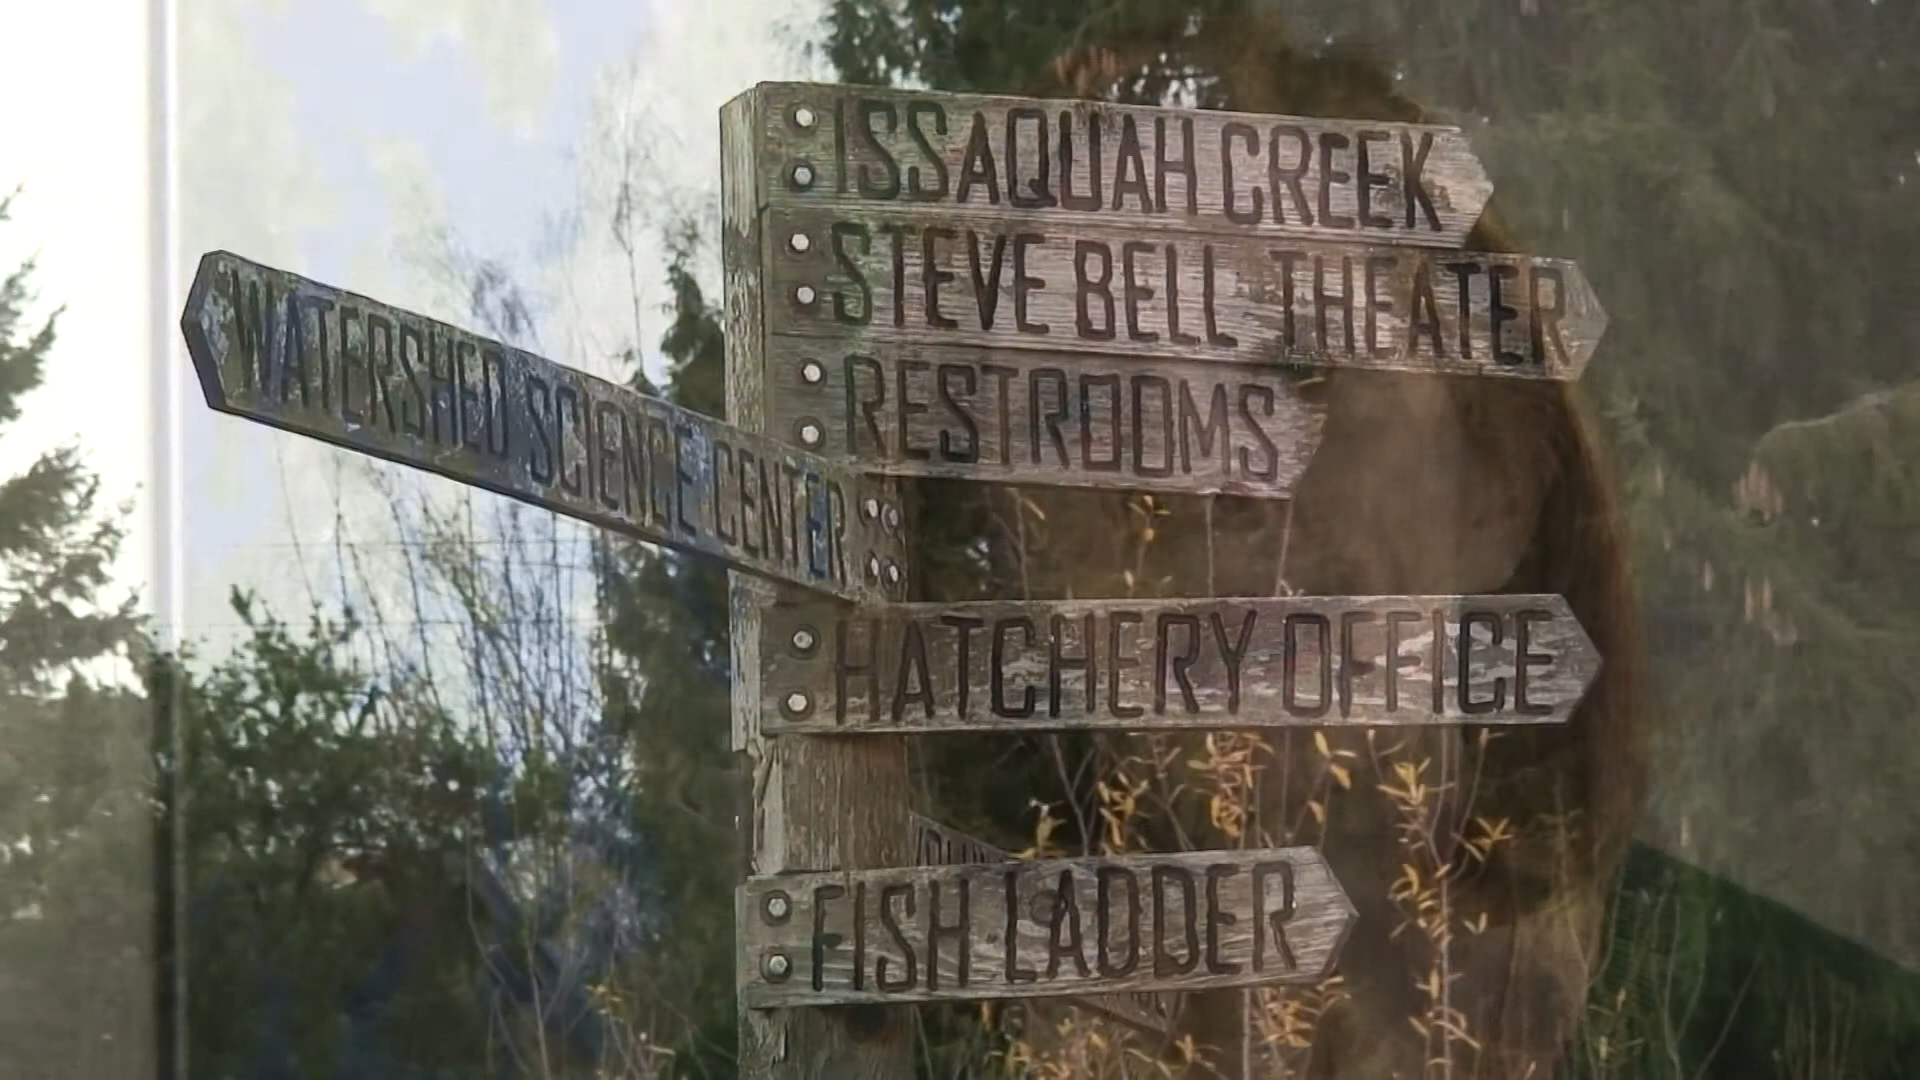 ISSAQUAH CREEK
STEVE BELL THEATER
RESTROOMS
WATERSHED SCIENCE CENTER
HATCHERY OFFICE
FISH LADDER